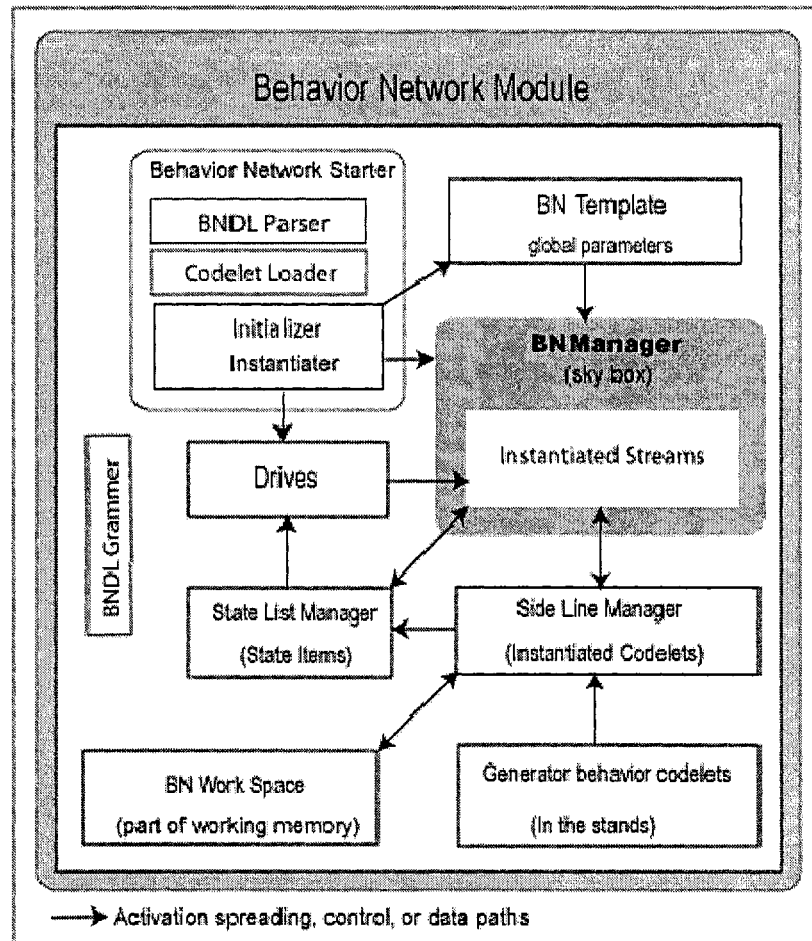 Behavior Network Module
Behavior Network Starter
BNDL Parser
Codelet Loader
Initializer
Instantiater
BN Template
global parameters
BN Manager
(sky box)
Instantiated Streams
Drives
BNDL Grammer
State List Manager
(State Items)
Side Line Manager
(Instantiated Codelets)
BN Work Space
(part of working memory)
Generator behavior codelets
(In the stands)
Activation spreading, control, or data paths